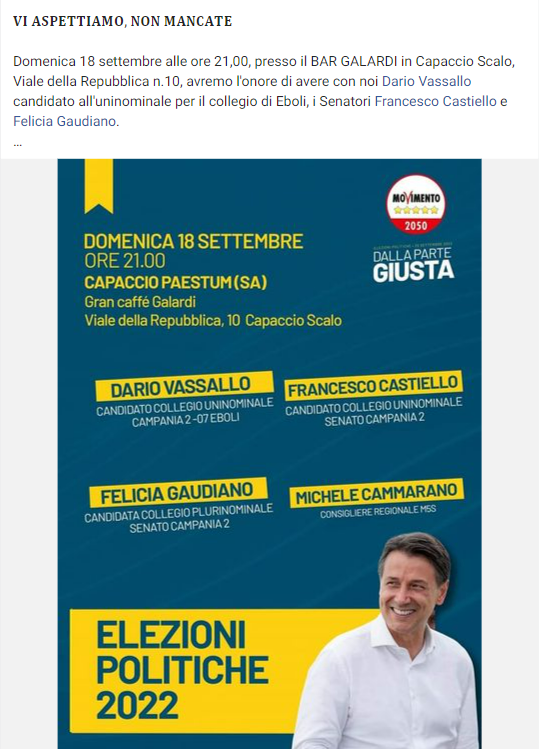 VI ASPETTIAMO, NON MANCATE
Domenica 18 settembre alle ore 21,00, presso il BAR GALARDI in Capaccio Scalo,
Viale della Repubblica n.10, avremo l'onore di avere con noi Dario Vassallo
candidato all'uninominale per il collegio di Eboli, i Senatori Francesco Castiello e
Felicia Gaudiano.
...
MOVIMENTO
2050
DALLA PARTE
GIUSTA
DOMENICA 18 SETTEMBRE
ORE 21.00
CAPACCIO PAESTUM (SA)
Gran caffé Galardi
Viale della Repubblica, 10 Capaccio Scalo
DARIO VASSALLO
CANDIDATO COLLEGIO UNINOMINALE
CAMPANIA 2-07 EBOLI
FRANCESCO CASTIELLO
CANDIDATO COLLEGIO UNINOMINALE
SENATO CAMPANIA 2
FELICIA GAUDIANO
CANDIDATA COLLEGIO PLURINOMINALE
SENATO CAMPANIA 2
MICHELE CAMMARANO
CONSIGLIERE REGIONALE M5S
ELEZIONI
POLITICHE
2022